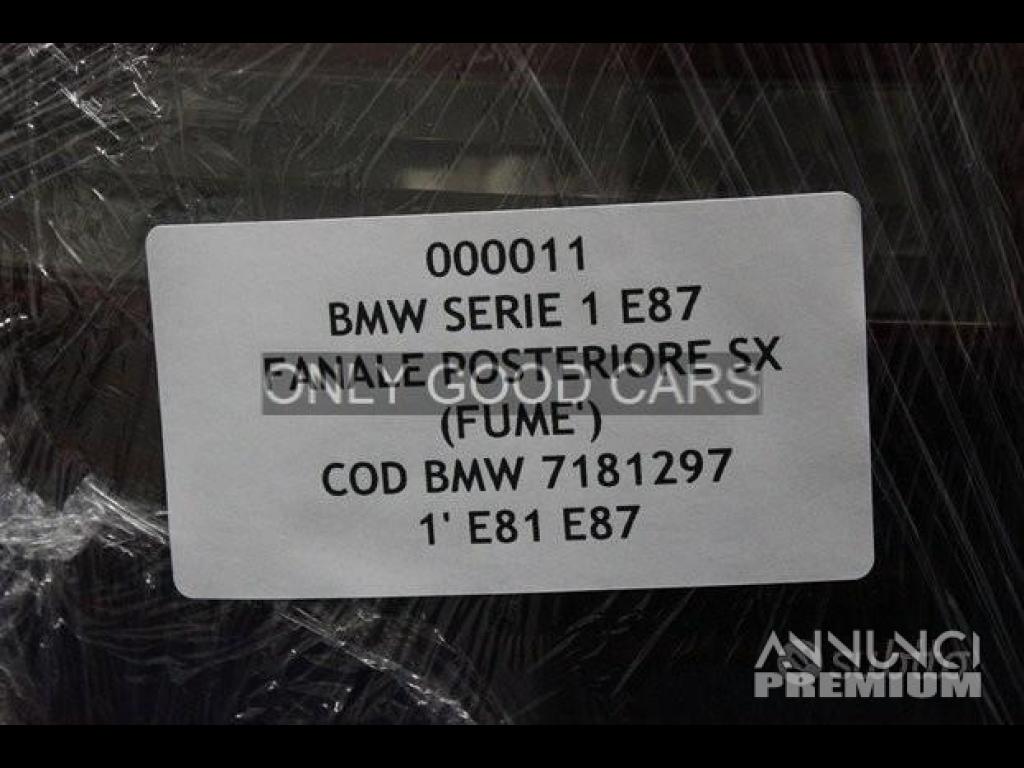 000011
BMW SERIE 1 E87
FANALE POSTERIORE SX
ONLY GOOD CARS
(FUME')
COD BMW 7181297
1' E81 E87
ANNUNCI
PREMIUM